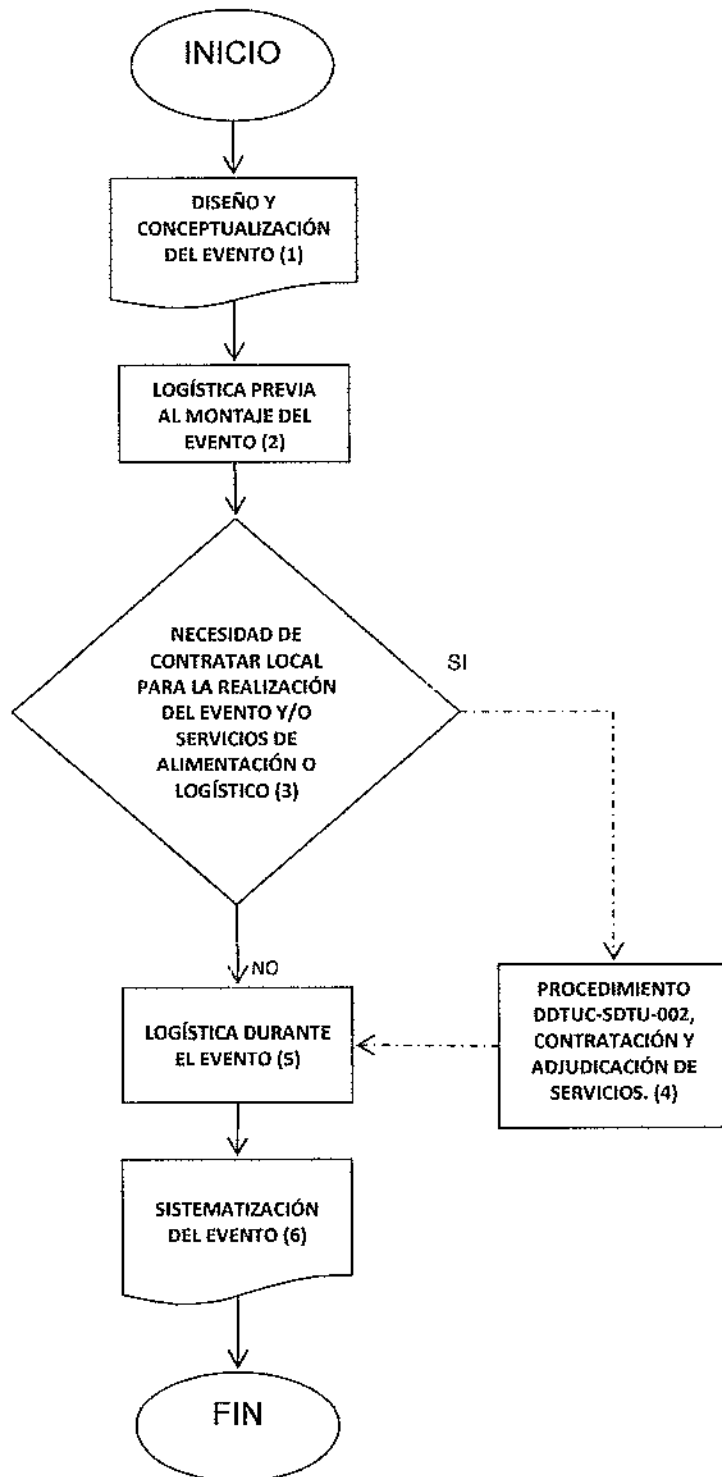 INICIO
DISEÑO Y
CONCEPTUALIZACIÓN
DEL EVENTO (1)
LOGÍSTICA PREVIA
AL MONTAJE DEL
EVENTO (2)
NECESIDAD DE
CONTRATAR LOCAL
PARA LA REALIZACIÓN
DEL EVENTO Y/O
SERVICIOS DE
ALIMENTACIÓN O
LOGÍSTICO (3)
SI
NO
PROCEDIMIENTO
DDTUC-SDTU-002,
CONTRATACIÓN Y
ADJUDICACIÓN DE
SERVICIOS. (4)
LOGÍSTICA DURANTE
EL EVENTO (5)
SISTEMATIZACIÓN
DEL EVENTO (6)
FIN